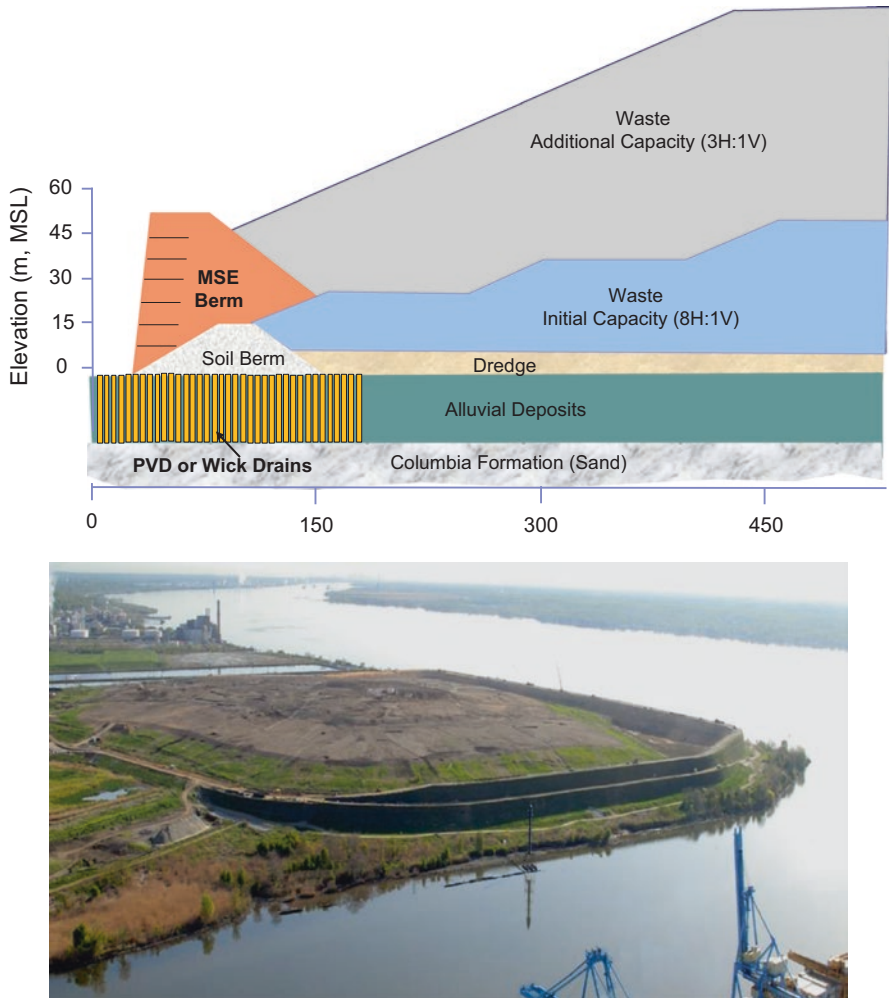 Waste
Additional Capacity (3H:1V)
Elevation (m, MSL)
60
45
30
15
0
MSE
Berm
Waste
Initial Capacity (8H:1V)
Soil Berm
Dredge
Alluvial Deposits
PVD or Wick Drains
Columbia Formation (Sand)
0
150
300
450